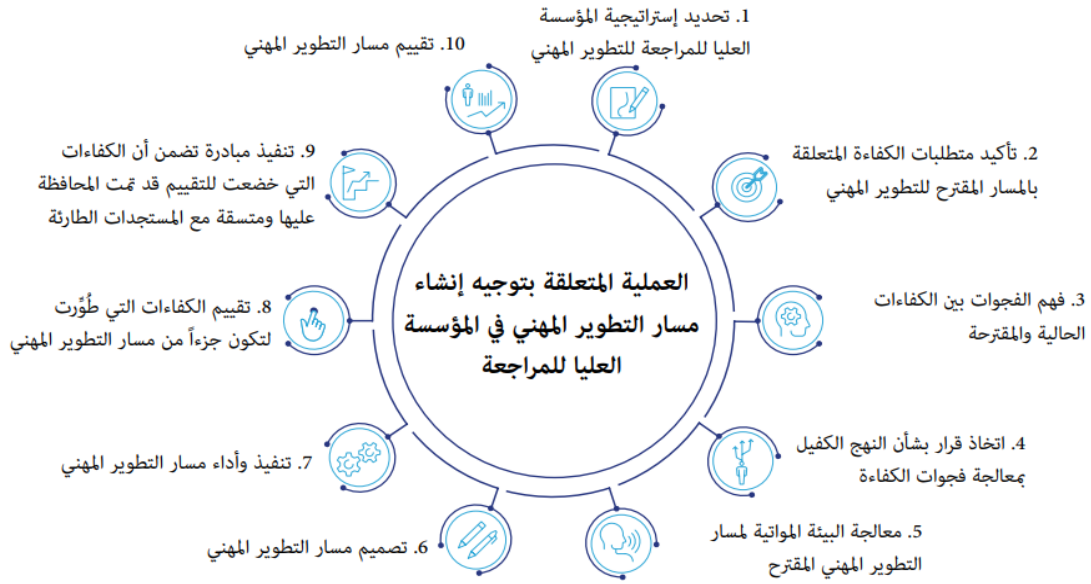 1. تحديد إستراتيجية المؤسسة
العليا للمراجعة للتطوير المهني
2. تأكيد متطلبات الكفاءة المتعلقة
بالمسار المقترح للتطوير المهني
3. فهم الفجوات بين الكفاءات
الحالية والمقترحة
4. اتخاذ قرار بشأن النهج الكفيل
بمعالجة فجوات الكفاءة
5. معالجة البيئة المواتية لمسار
التطوير المهني المقترح
6. تصميم مسار التطوير المهني
7. تنفيذ وأداء مسار التطوير المهني
8. تقييم الكفاءات التي طُوِّرت
لتكون جزءاً من مسار التطوير المهني
9. تنفيذ مبادرة تضمن أن الكفاءات
التي خضعت للتقييم قد تمت المحافظة
عليها ومتسقة مع المستجدات الطارئة
10. تقييم مسار التطوير المهني
العملية المتعلقة بتوجيه إنشاء
مسار التطوير المهني في المؤسسة
العليا للمراجعة